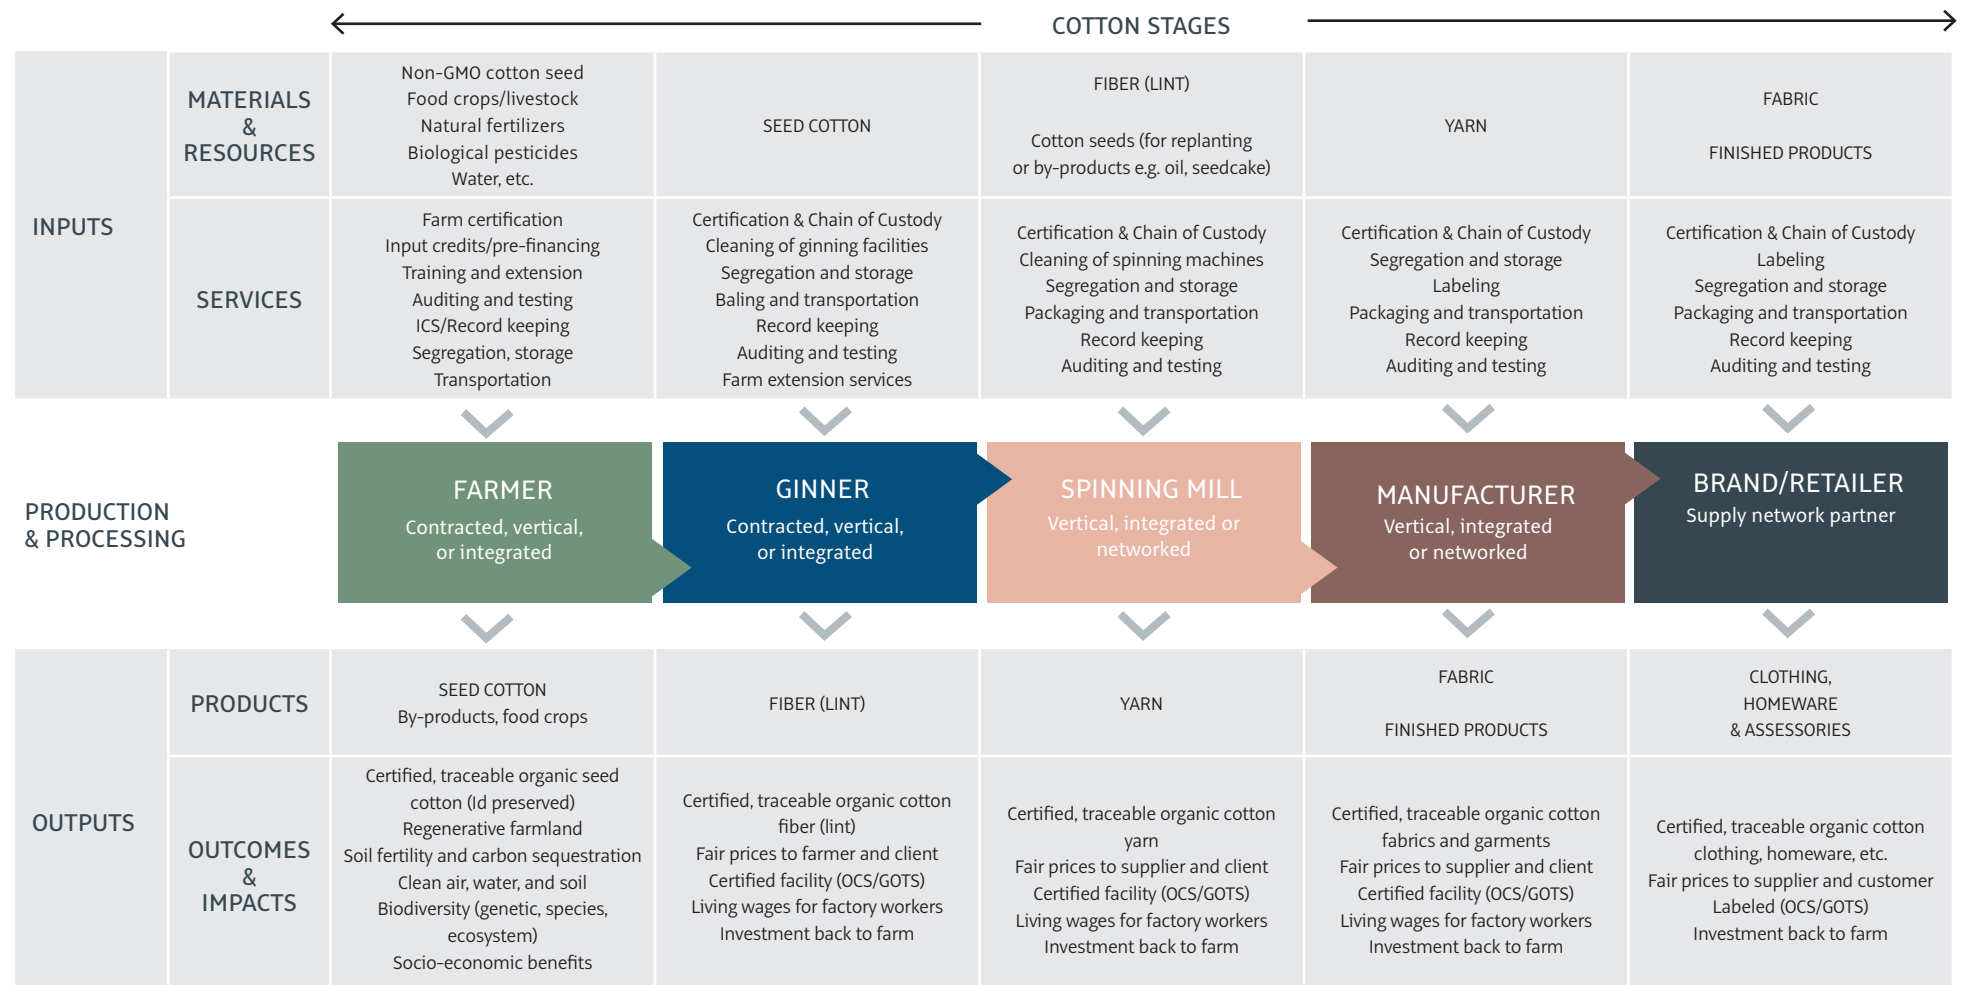 COTTON STAGES
INPUTS
MATERIALS
&
RESOURCES
Non-GMO cotton seed
Food crops/livestock
Natural fertilizers
Biological pesticides
Water, etc.
SEED COTTON
FIBER (LINT)
Cotton seeds (for replanting
or by-products e.g. oil, seedcake)
YARN
FABRIC
FINISHED PRODUCTS
SERVICES
Farm certification
Input credits/pre-financing
Training and extension
Auditing and testing
ICS/Record keeping
Segregation, storage
Transportation
Certification & Chain of Custody
Cleaning of ginning facilities
Segregation and storage
Baling and transportation
Record keeping
Auditing and testing
Farm extension services
Certification & Chain of Custody
Cleaning of spinning machines
Segregation and storage
Packaging and transportation
Record keeping
Auditing and testing
Certification & Chain of Custody
Segregation and storage
Labeling
Packaging and transportation
Record keeping
Auditing and testing
Certification & Chain of Custody
Labeling
Segregation and storage
Packaging and transportation
Record keeping
Auditing and testing
PRODUCTION
& PROCESSING
FARMER
Contracted, vertical,
or integrated
GINNER
Contracted, vertical,
or integrated
SPINNING MILL
Vertical, integrated or
networked
MANUFACTURER
Vertical, integrated
or networked
BRAND/RETAILER
Supply network partner
OUTPUTS
PRODUCTS
SEED COTTON
By-products, food crops
FIBER (LINT)
YARN
FABRIC
FINISHED PRODUCTS
CLOTHING,
HOMEWARE
& ASSESSORIES
OUTCOMES
&
IMPACTS
Certified, traceable organic seed
cotton (Id preserved)
Regenerative farmland
Soil fertility and carbon sequestration
Clean air, water, and soil
Biodiversity (genetic, species,
ecosystem)
Socio-economic benefits
Certified, traceable organic cotton
fiber (lint)
Fair prices to farmer and client
Certified facility (OCS/GOTS)
Living wages for factory workers
Investment back to farm
Certified, traceable organic cotton
yarn
Fair prices to supplier and client
Certified facility (OCS/GOTS)
Living wages for factory workers
Investment back to farm
Certified, traceable organic cotton
fabrics and garments
Fair prices to supplier and client
Certified facility (OCS/GOTS)
Living wages for factory workers
Investment back to farm
Certified, traceable organic cotton
clothing, homeware, etc.
Fair prices to supplier and customer
Labeled (OCS/GOTS)
Investment back to farm